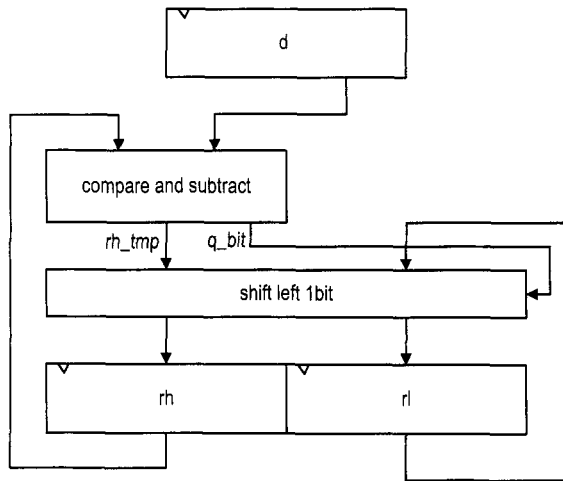 d
compare and subtract
rh_tmp q_bit
shift left 1bit
rh rl